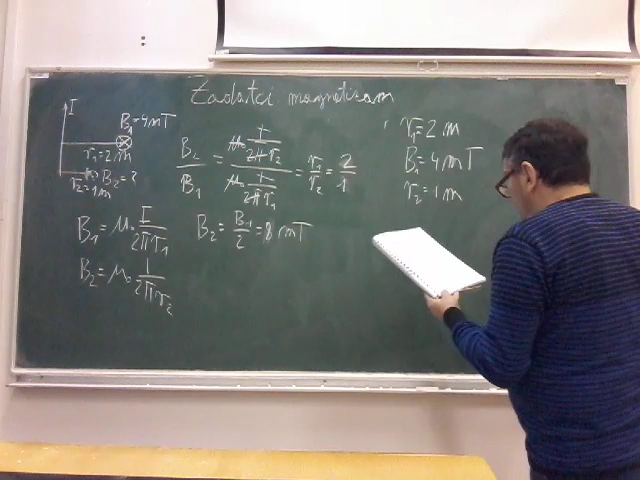 Zadatci magnetizam
I
B₁=4mT
r₁=2 m
r₂=1m B₂=?
B₂/B₁ = (μ₀ I/2πr₂)/(μ₀ I/2πr₁) = r₁/r₂ = 2/1
B₁ = μ₀ I/2πr₁
B₂ = B₁/2 = 8 mT
B₂ = μ₀ I/2πr₂
r₁=2 m
B₁=4 mT
r₂=1 m